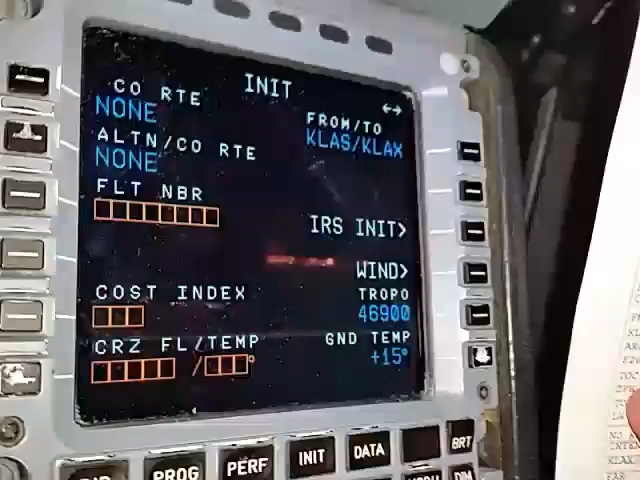 INIT
CO RTE
NONE
FROM/TO
KLAS/KLAX
ALTN/CO RTE
NONE
FLT NBR
IRS INIT>
WIND>
COST INDEX
TROPO
46900
CRZ FL/TEMP
GND TEMP
/ °
+15°
PROG
PERF
INIT
DATA
BRT
DIM